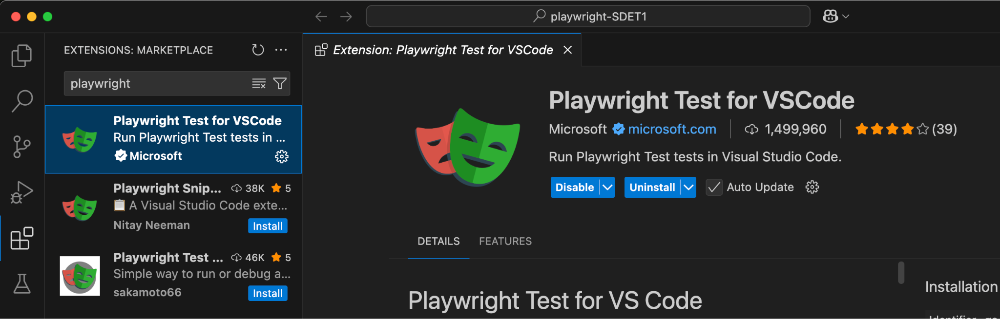 playwright-SDET1
EXTENSIONS: MARKETPLACE
playwright
Playwright Test for VSCode
Run Playwright Test tests in ...
Microsoft
Playwright Snip... 38K 5
A Visual Studio Code exte...
Nitay Neeman
Install
Playwright Test ... 46K 5
Simple way to run or debug a...
sakamoto66
Install
Extension: Playwright Test for VSCode
Playwright Test for VSCode
Microsoft microsoft.com 1,499,960 (39)
Run Playwright Test tests in Visual Studio Code.
Disable Uninstall Auto Update
DETAILS FEATURES
Playwright Test for VS Code
Installation